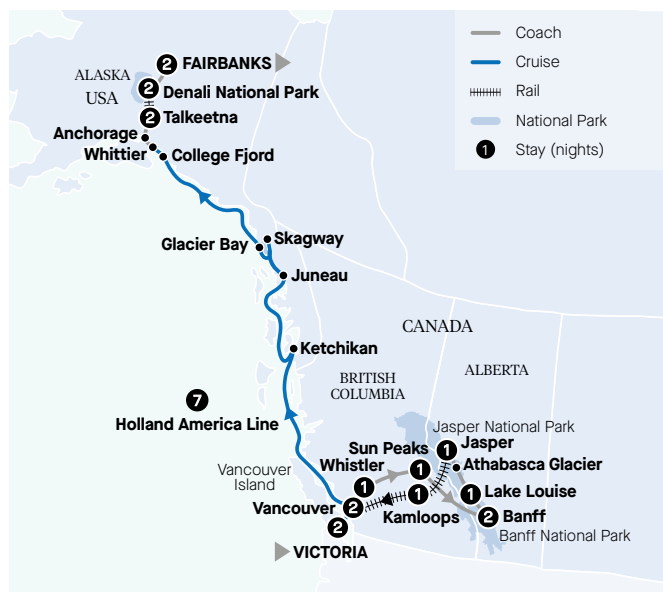 Coach
Cruise
Rail
National Park
1 Stay (nights)
2 FAIRBANKS
ALASKA
USA
2 Denali National Park
2 Talkeetna
Anchorage
Whittier
College Fjord
Glacier Bay
Skagway
Juneau
Ketchikan
CANADA
BRITISH
COLUMBIA
ALBERTA
7
Holland America Line
Jasper National Park
1 Jasper
Sun Peaks
1
Athabasca Glacier
Whistler
1
Vancouver
Island
1 Lake Louise
Vancouver 2
1
Kamloops
2 Banff
Banff National Park
2
VICTORIA